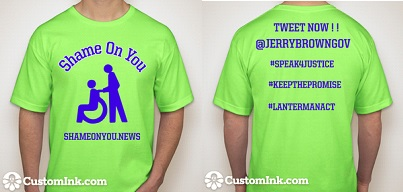 Shame On You
SHAMEONYOU.NEWS
CustomInk.com
TWEET NOW ! !
@JERRYBROWNGOV
#SPEAK4JUSTICE
#KEEPTHEPROMISE
#LANTERMANACT
CustomInk.com